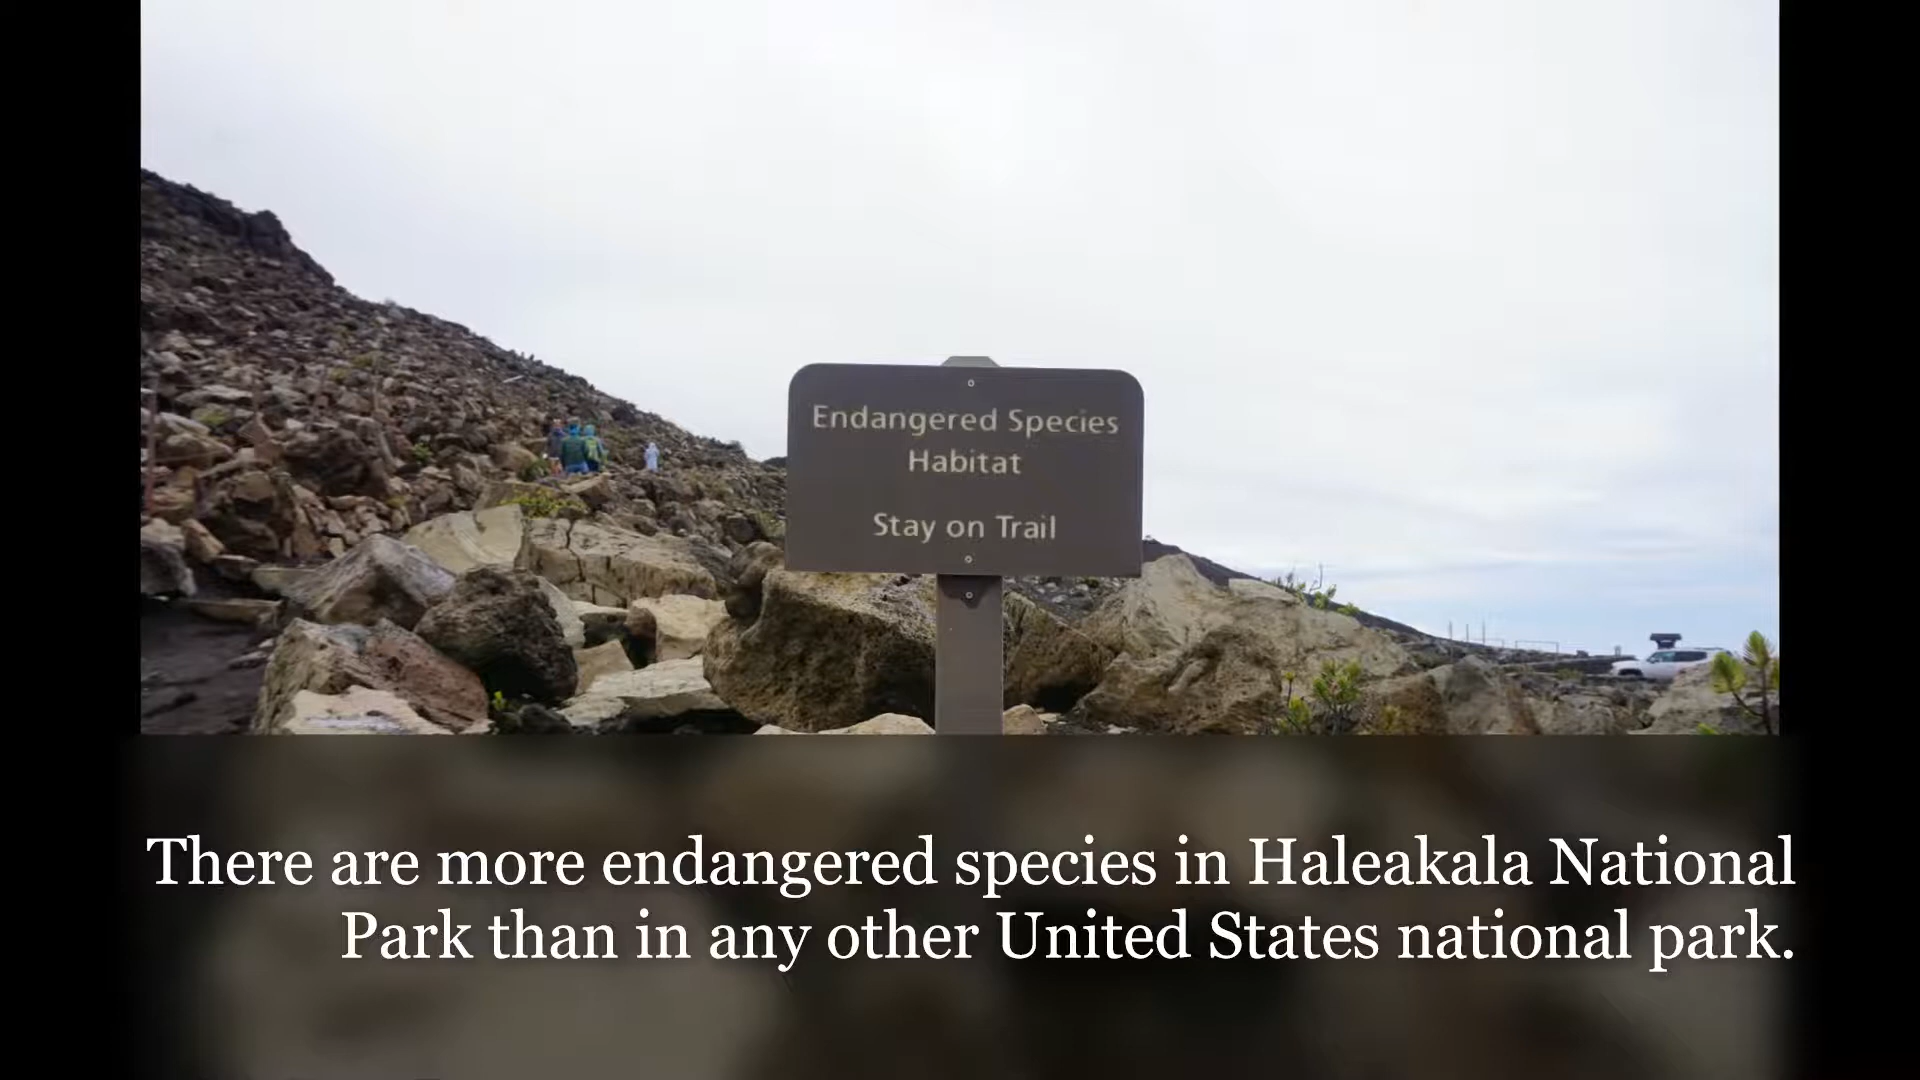 Endangered Species
Habitat
Stay on Trail
There are more endangered species in Haleakala National
Park than in any other United States national park.